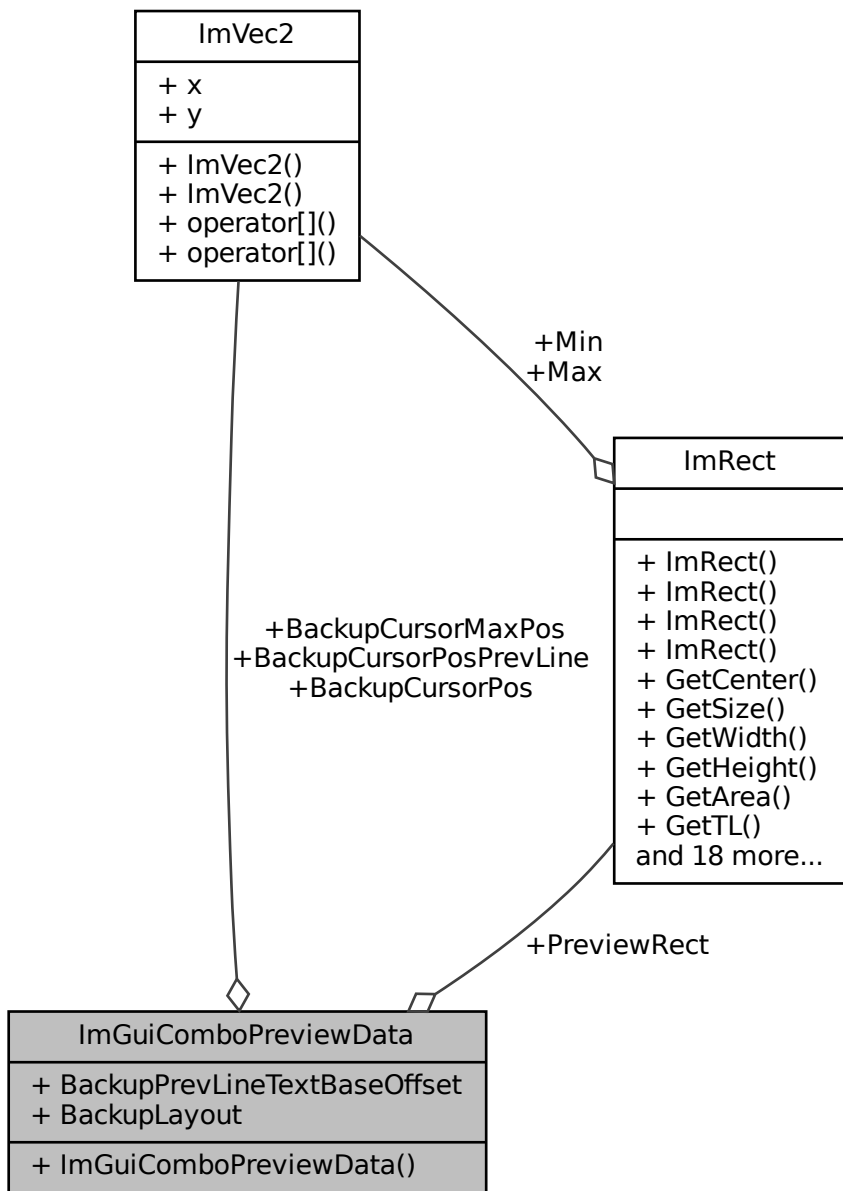 ImVec2
+ x
+ y
+ ImVec2()
+ ImVec2()
+ operator[]()
+ operator[]()
+Min
+Max
ImRect
+ ImRect()
+ ImRect()
+ ImRect()
+ ImRect()
+ GetCenter()
+ GetSize()
+ GetWidth()
+ GetHeight()
+ GetArea()
+ GetTL()
and 18 more...
+BackupCursorMaxPos
+BackupCursorPosPrevLine
+BackupCursorPos
+PreviewRect
ImGuiComboPreviewData
+ BackupPrevLineTextBaseOffset
+ BackupLayout
+ ImGuiComboPreviewData()